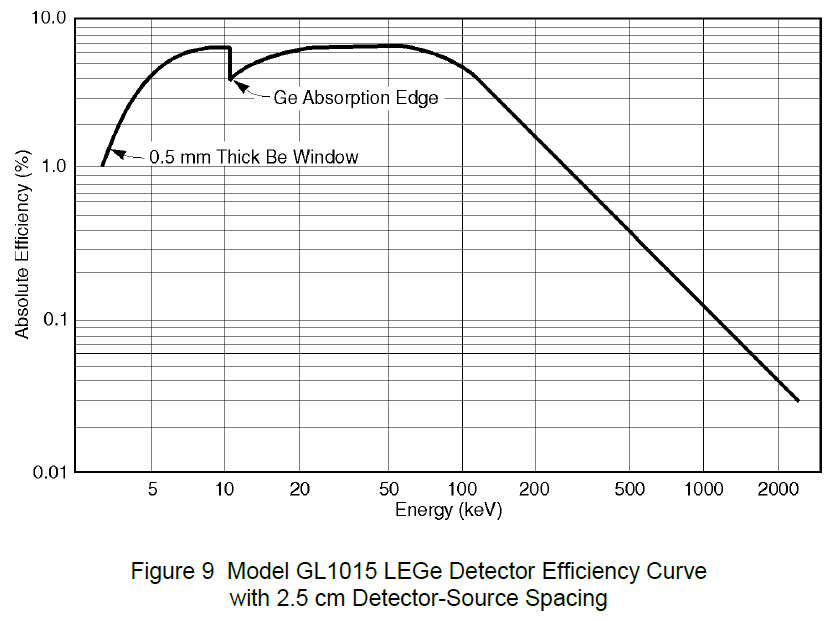 10.0
Ge Absorption Edge
0.5 mm Thick Be Window
1.0
Absolute Efficiency (%)
0.1
0.01
5 10 20 50 100 200 500 1000 2000
Energy (keV)
Figure 9 Model GL1015 LEGe Detector Efficiency Curve
with 2.5 cm Detector-Source Spacing